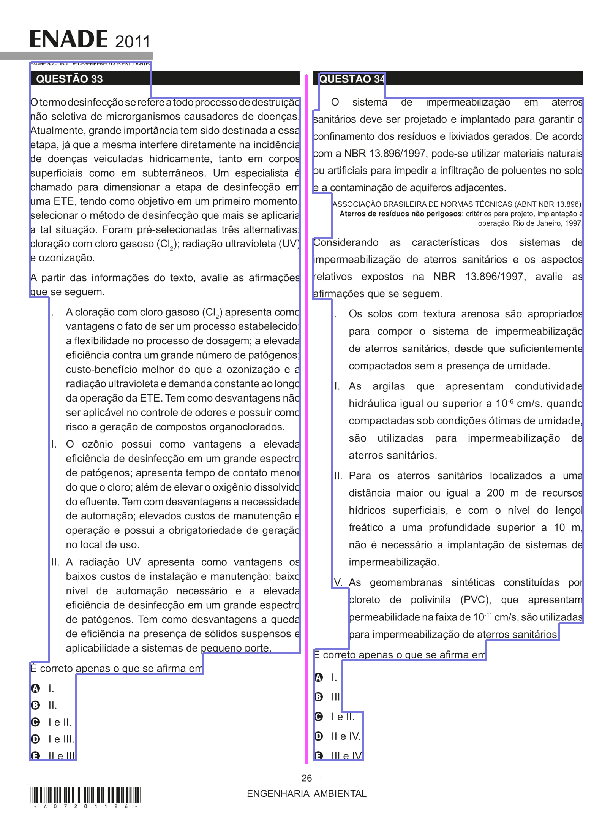 ENADE 2011
QUESTÃO 33
O termo desinfecção se refere a todo processo de destruição
não seletiva de microrganismos causadores de doenças.
Atualmente, grande importância tem sido destinada a essa
etapa, já que a mesma interfere diretamente na incidência
de doenças veiculadas hidricamente, tanto em corpos
superficiais como em subterrâneos. Um especialista é
chamado para dimensionar a etapa de desinfecção em
uma ETE, tendo como objetivo em um primeiro momento,
selecionar o método de desinfecção que mais se aplicaria
a tal situação. Foram pré-selecionadas três alternativas:
cloração com cloro gasoso (Cl2); radiação ultravioleta (UV)
e ozonização.
A partir das informações do texto, avalie as afirmações
que se seguem.
I. A cloração com cloro gasoso (Cl2) apresenta como
vantagens o fato de ser um processo estabelecido;
a flexibilidade no processo de dosagem; a elevada
eficiência contra um grande número de patógenos;
custo-benefício melhor do que a ozonização e a
radiação ultravioleta e demanda constante ao longo
da operação da ETE. Tem como desvantagens não
ser aplicável no controle de odores e possuir como
risco a geração de compostos organoclorados.
II. O ozônio possui como vantagens a elevada
eficiência de desinfecção em um grande espectro
de patógenos; apresenta tempo de contato menor
do que o cloro; além de elevar o oxigênio dissolvido
do efluente. Tem com desvantagens a necessidade
de automação; elevados custos de manutenção e
operação e possui a obrigatoriedade de geração
no local de uso.
III. A radiação UV apresenta como vantagens os
baixos custos de instalação e manutenção; baixo
nível de automação necessário e a elevada
eficiência de desinfecção em um grande espectro
de patógenos. Tem como desvantagens a queda
de eficiência na presença de sólidos suspensos e
aplicabilidade a sistemas de pequeno porte.
É correto apenas o que se afirma em
A I.
B II.
C I e II.
D I e III.
E II e III.
QUESTÃO 34
O sistema de impermeabilização em aterros
sanitários deve ser projetado e implantado para garantir o
confinamento dos resíduos e lixiviados gerados. De acordo
com a NBR 13.896/1997, pode-se utilizar materiais naturais
ou artificiais para impedir a infiltração de poluentes no solo
e a contaminação de aquíferos adjacentes.
ASSOCIAÇÃO BRASILEIRA DE NORMAS TÉCNICAS (ABNT NBR 13.896).
Aterros de resíduos não perigosos: critérios para projeto, implantação e
operação. Rio de Janeiro, 1997.
Considerando as características dos sistemas de
impermeabilização de aterros sanitários e os aspectos
relativos expostos na NBR 13.896/1997, avalie as
afirmações que se seguem.
I. Os solos com textura arenosa são apropriados
para compor o sistema de impermeabilização
de aterros sanitários, desde que suficientemente
compactados sem a presença de umidade.
II. As argilas que apresentam condutividade
hidráulica igual ou superior a 10-6 cm/s, quando
compactadas sob condições ótimas de umidade,
são utilizadas para impermeabilização de
aterros sanitários.
III. Para os aterros sanitários localizados a uma
distância maior ou igual a 200 m de recursos
hídricos superficiais, e com o nível do lençol
freático a uma profundidade superior a 10 m,
não é necessário a implantação de sistemas de
impermeabilização.
IV. As geomembranas sintéticas constituídas por
cloreto de polivinila (PVC), que apresentam
permeabilidade na faixa de 10-11 cm/s, são utilizadas
para impermeabilização de aterros sanitários.
É correto apenas o que se afirma em
A I.
B III.
C I e II.
D II e IV.
E III e IV.
26
ENGENHARIA AMBIENTAL